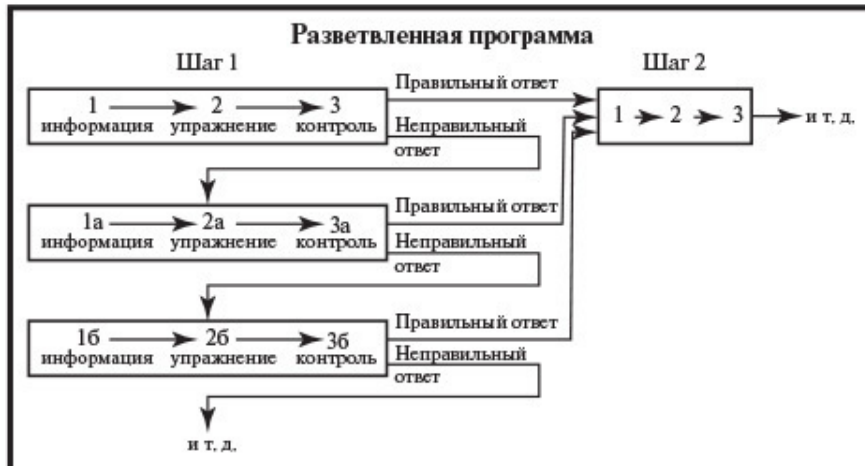 Разветвленная программа
Шаг 1
Шаг 2
1 2 3
информация упражнение контроль
Правильный ответ
Неправильный
ответ
1 2 3
и т, д,
1а 2а 3а
информация упражнение контроль
Правильный ответ
Неправильный
ответ
1б 2б 3б
информация упражнение контроль
Правильный ответ
Неправильный
ответ
и т, д,